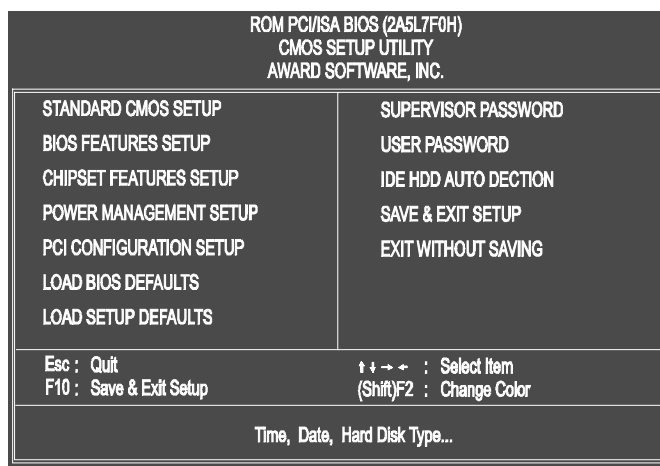 ROM PCI/ISA BIOS (2A5L7F0H)
CMOS SETUP UTILITY
AWARD SOFTWARE, INC.
STANDARD CMOS SETUP
BIOS FEATURES SETUP
CHIPSET FEATURES SETUP
POWER MANAGEMENT SETUP
PCI CONFIGURATION SETUP
LOAD BIOS DEFAULTS
LOAD SETUP DEFAULTS
SUPERVISOR PASSWORD
USER PASSWORD
IDE HDD AUTO DECTION
SAVE & EXIT SETUP
EXIT WITHOUT SAVING
Esc : Quit
F10 : Save & Exit Setup
↑ ↓ → ← : Select Item
(Shift)F2 : Change Color
Time, Date, Hard Disk Type...